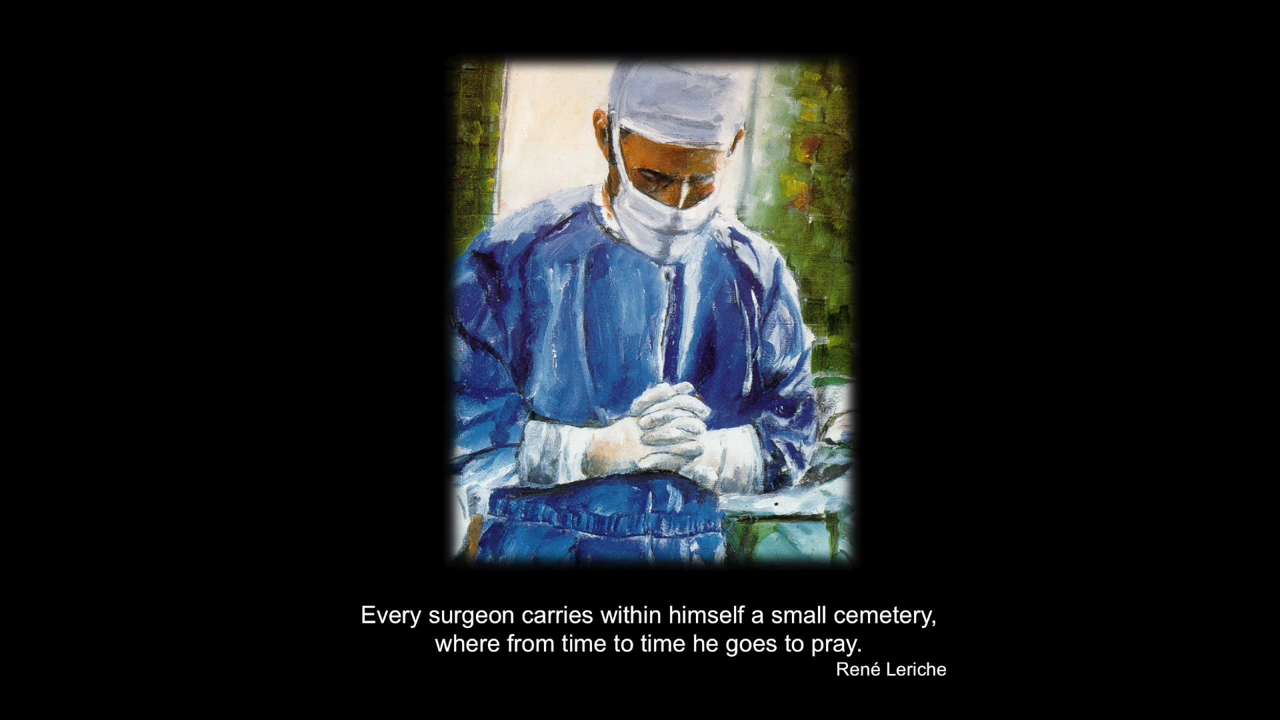 Every surgeon carries within himself a small cemetery,
where from time to time he goes to pray.
René Leriche